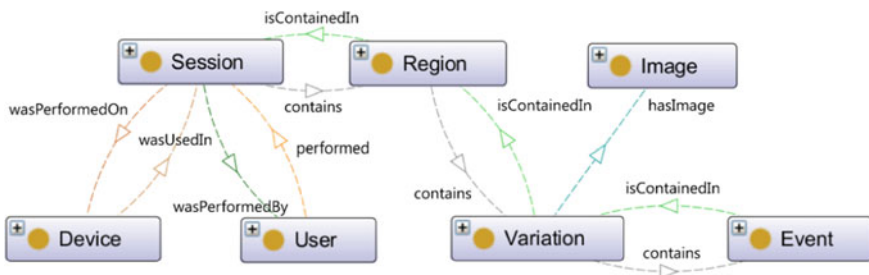 isContainedIn
Session
Region
Image
contains
wasPerformedOn
isContainedIn
hasImage
wasUsedIn
performed
contains
isContainedIn
wasPerformedBy
Device
User
Variation
contains
Event